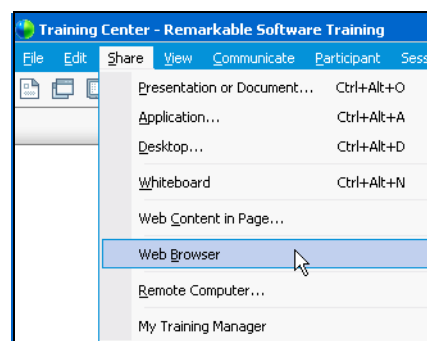 Training Center - Remarkable Software Training
File Edit Share View Communicate Participant Sess
Presentation or Document... Ctrl+Alt+O
Application... Ctrl+Alt+A
Desktop... Ctrl+Alt+D
Whiteboard Ctrl+Alt+N
Web Content in Page...
Web Browser
Remote Computer...
My Training Manager